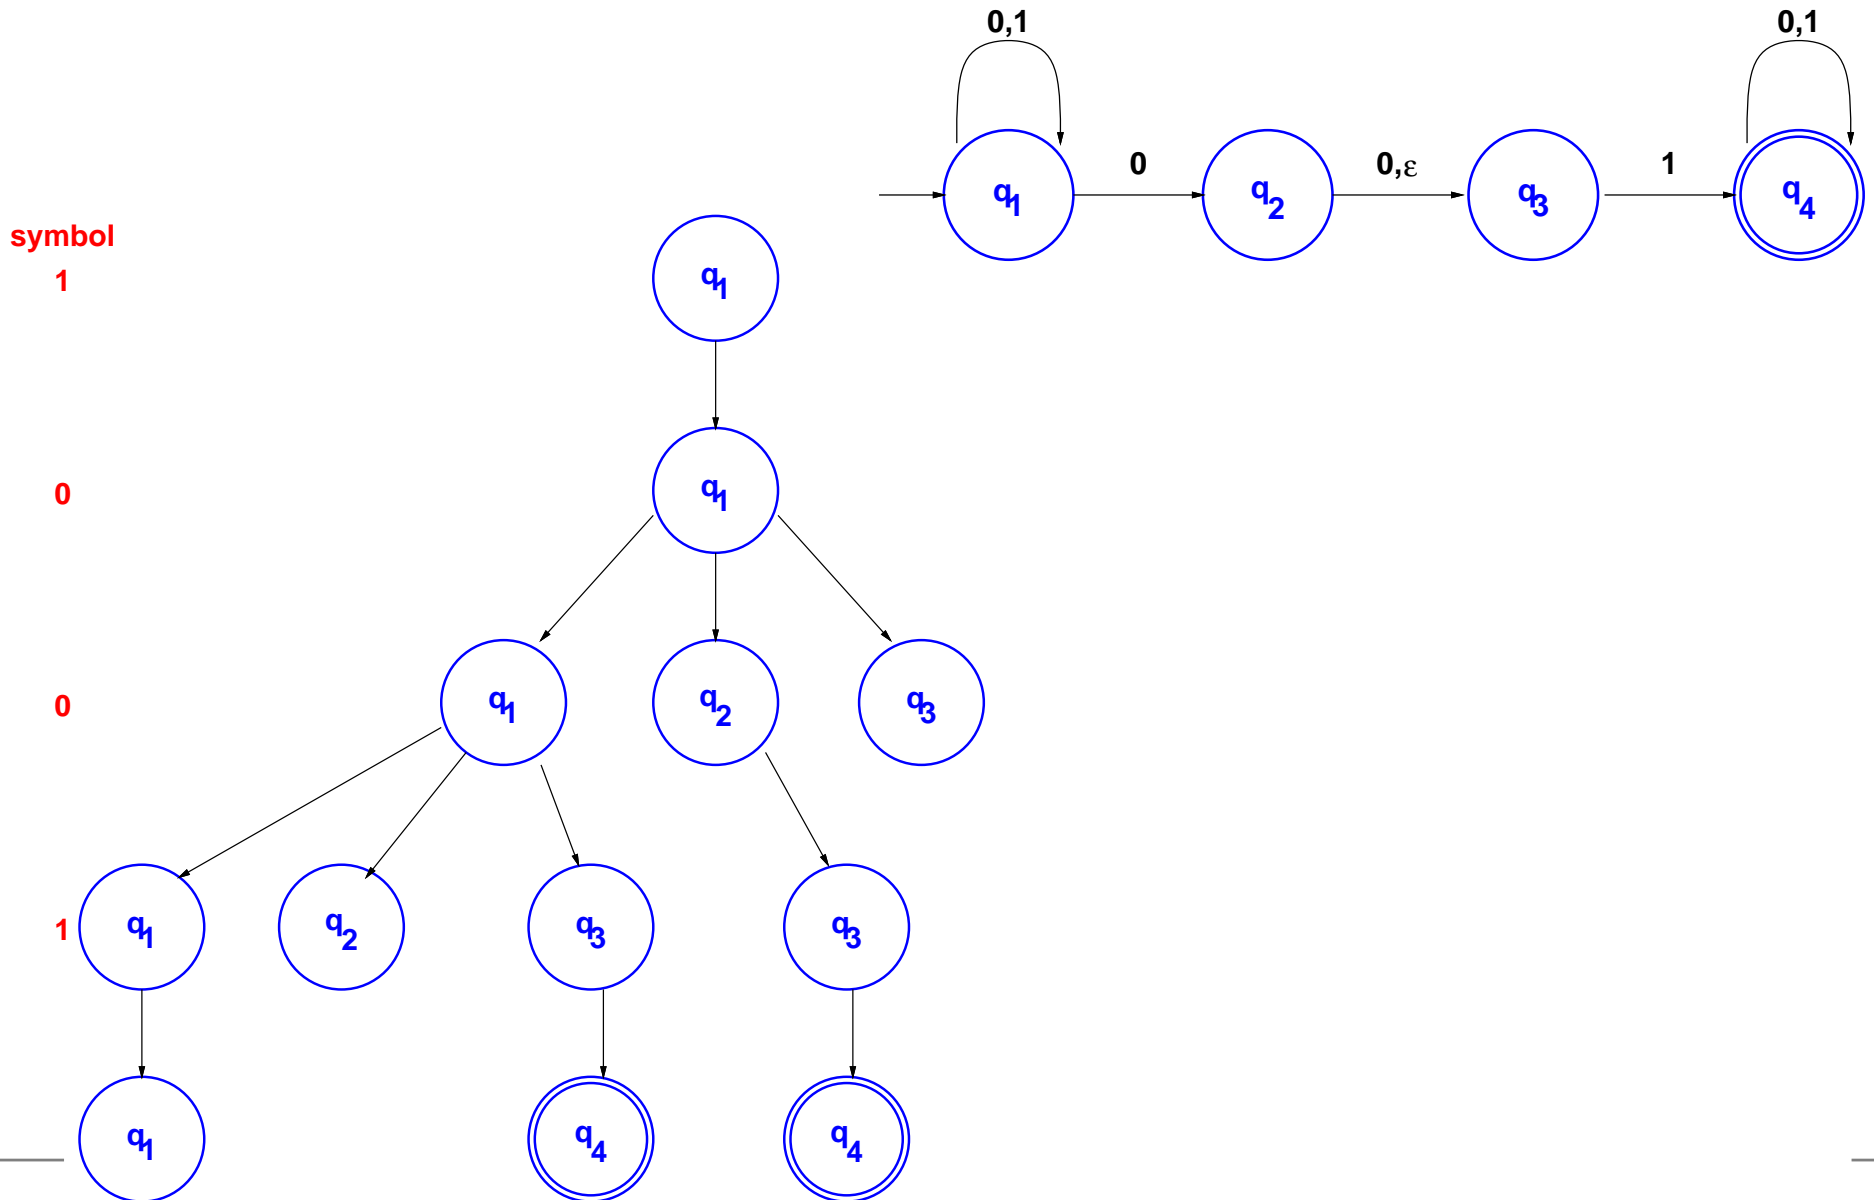 0,1 0,1
0 0,ε 1
q1 q2 q3 q4
symbol
1 q1
0 q1
0 q1 q2 q3
1 q1 q2 q3 q3
q1 q4 q4